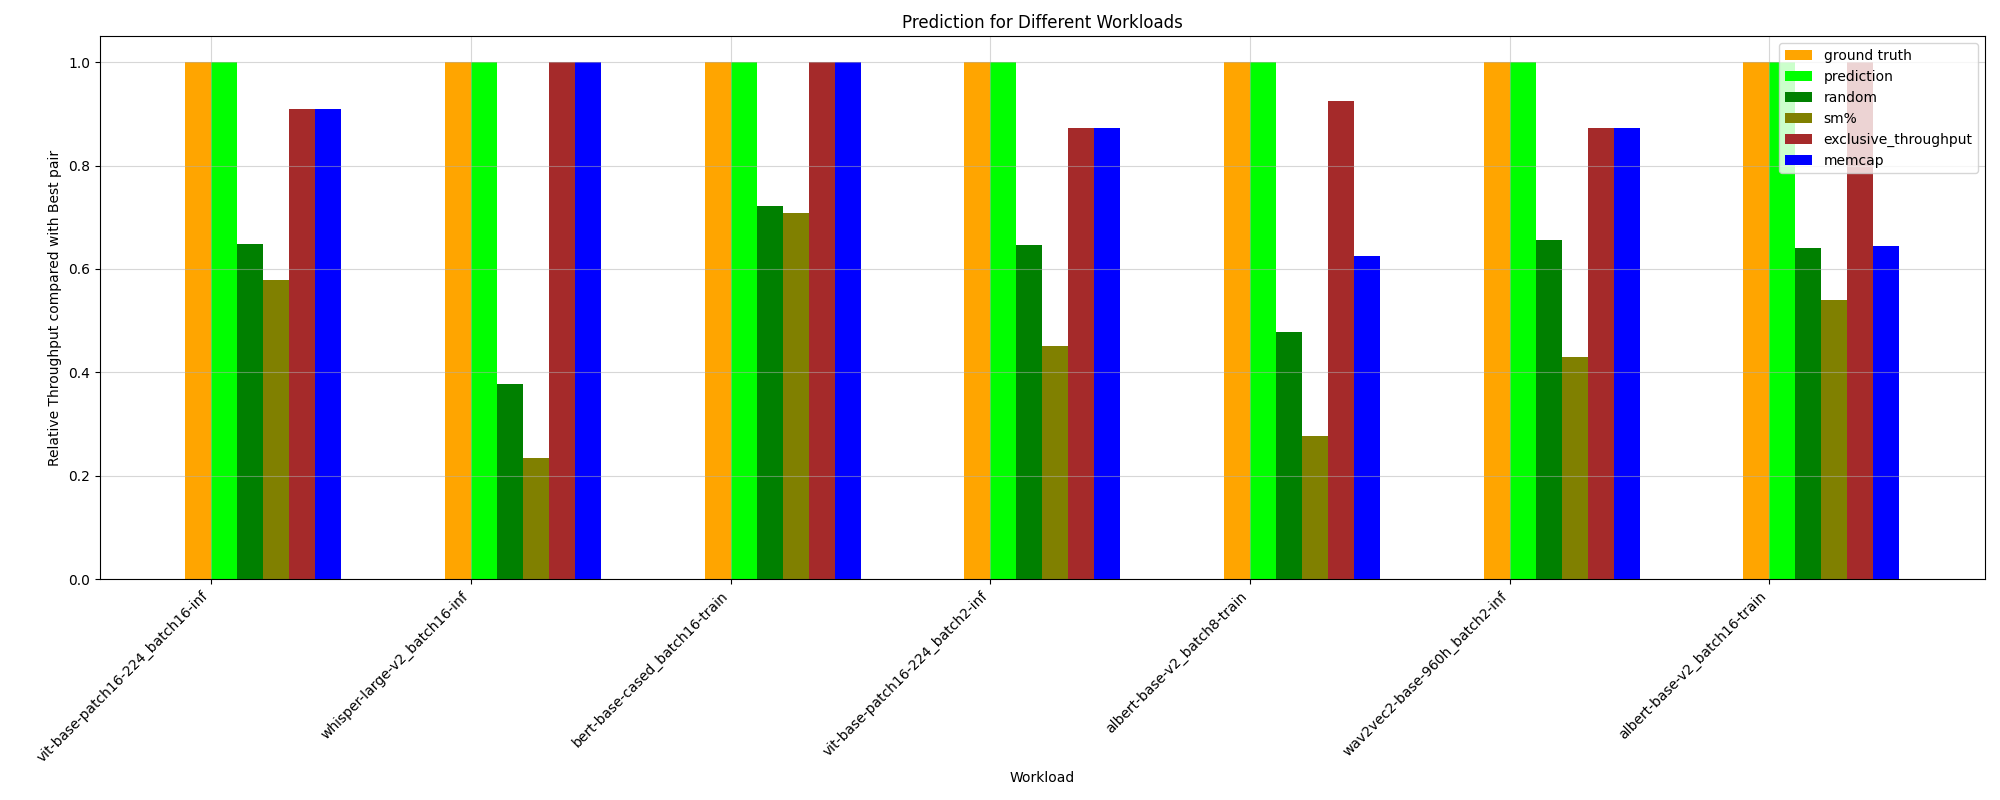 Prediction for Different Workloads
Relative Throughput compared with Best pair
1.0
0.8
0.6
0.4
0.2
0.0
ground truth
prediction
random
sm%
exclusive_throughput
memcap
vit-base-patch16-224_batch16-inf
whisper-large-v2_batch16-inf
bert-base-cased_batch16-train
vit-base-patch16-224_batch2-inf
albert-base-v2_batch8-train
wav2vec2-base-960h_batch2-inf
albert-base-v2_batch16-train
Workload